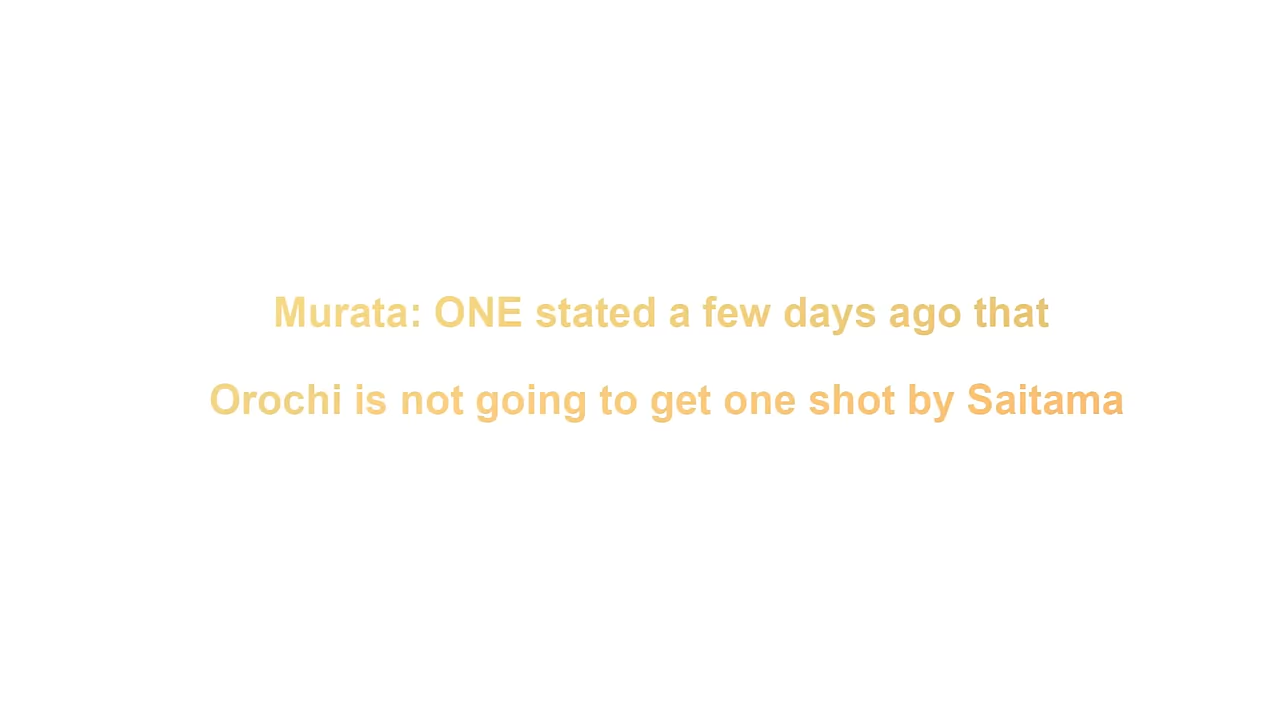 Murata: ONE stated a few days ago that
Orochi is not going to get one shot by Saitama